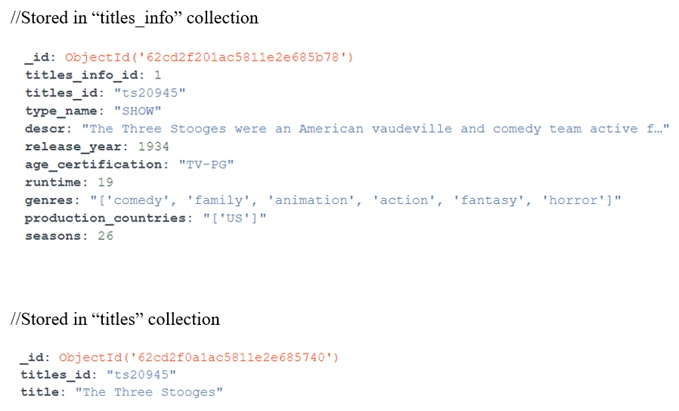 //Stored in “titles_info” collection
_id: ObjectId('62cd2f201ac5811e2e685b78')
titles_info_id: 1
titles_id: "ts20945"
type_name: "SHOW"
descr: "The Three Stooges were an American vaudeville and comedy team active f…"
release_year: 1934
age_certification: "TV-PG"
runtime: 19
genres: "['comedy', 'family', 'animation', 'action', 'fantasy', 'horror']"
production_countries: "['US']"
seasons: 26
//Stored in “titles” collection
_id: ObjectId('62cd2f0a1ac5811e2e685740')
titles_id: "ts20945"
title: "The Three Stooges"